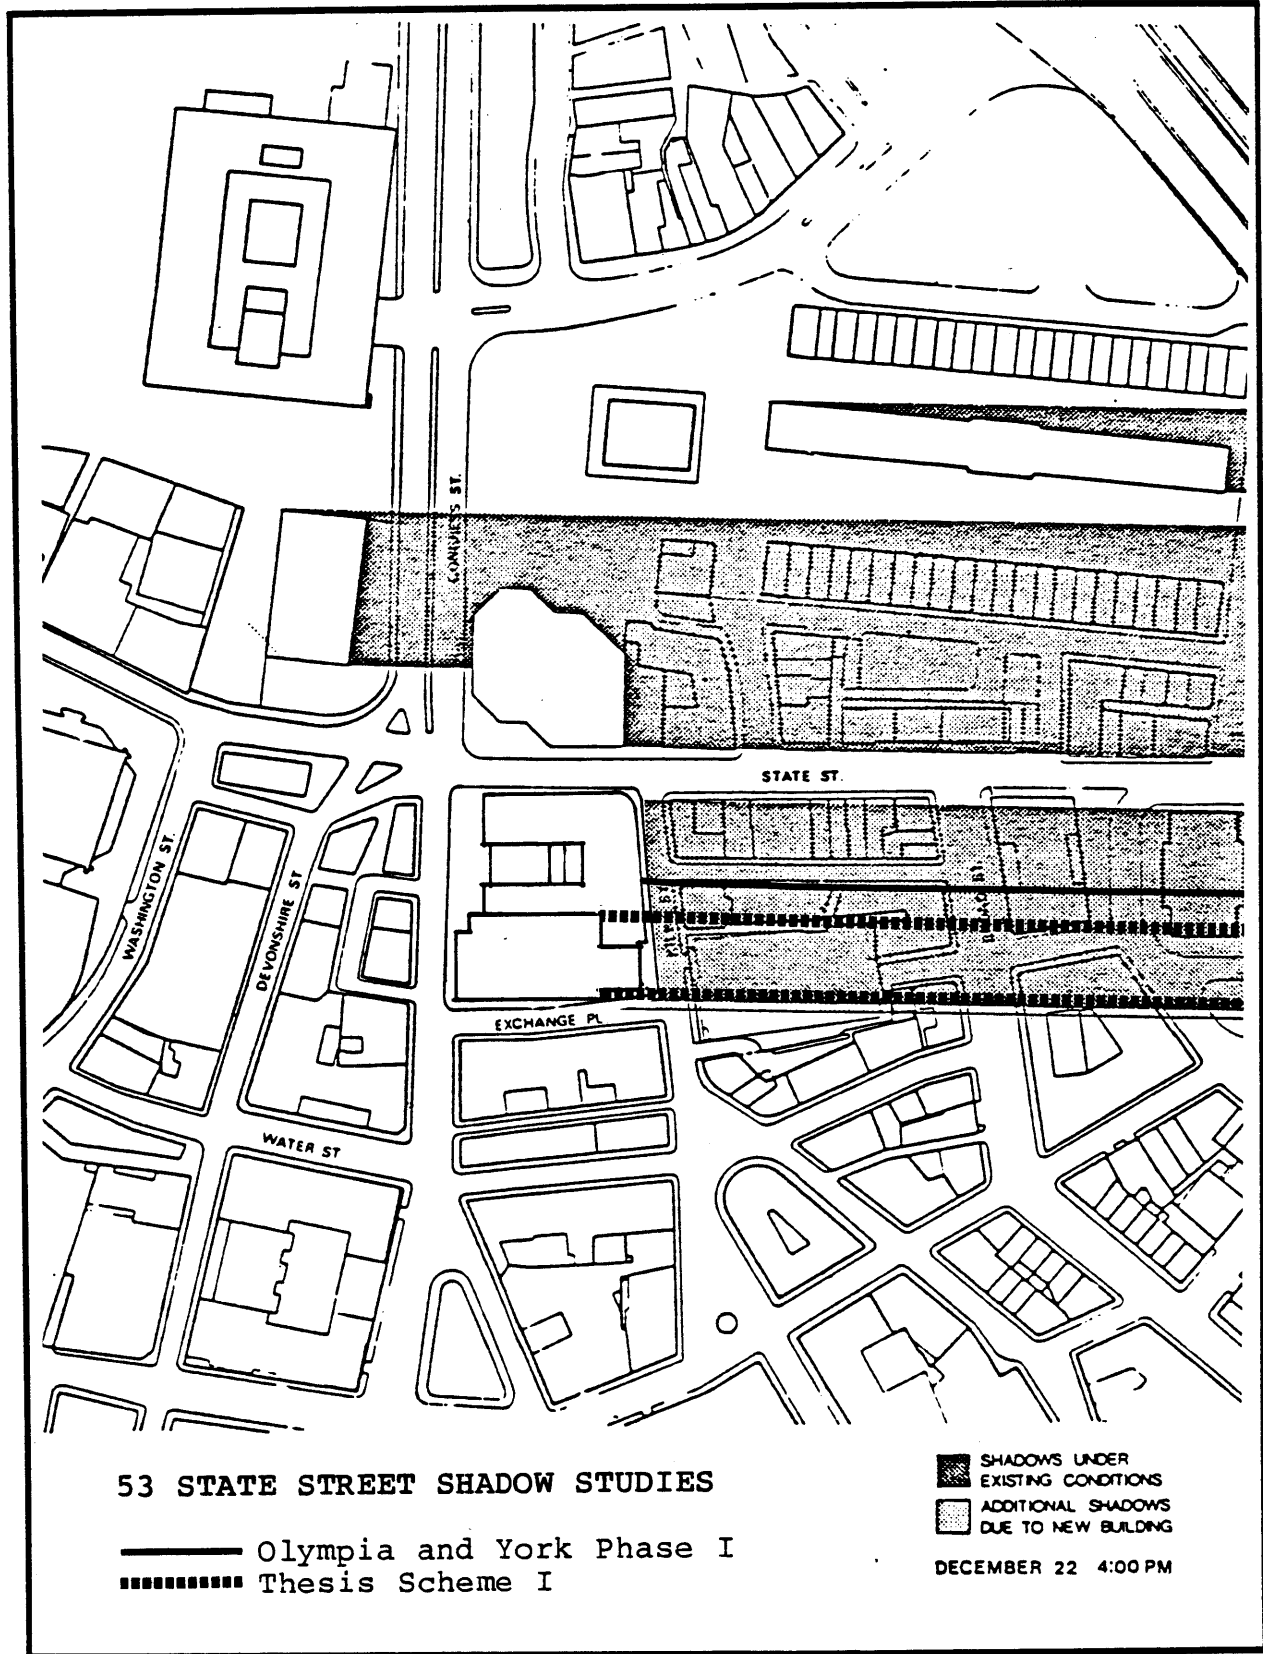 CONGRESS ST.
STATE ST.
WASHINGTON ST.
DEVONSHIRE ST
KILBY ST.
EXCHANGE PL
WATER ST
53 STATE STREET SHADOW STUDIES
Olympia and York Phase I
Thesis Scheme I
SHADOWS UNDER
EXISTING CONDITIONS
ADDITIONAL SHADOWS
DUE TO NEW BUILDING
DECEMBER 22 4:00 PM